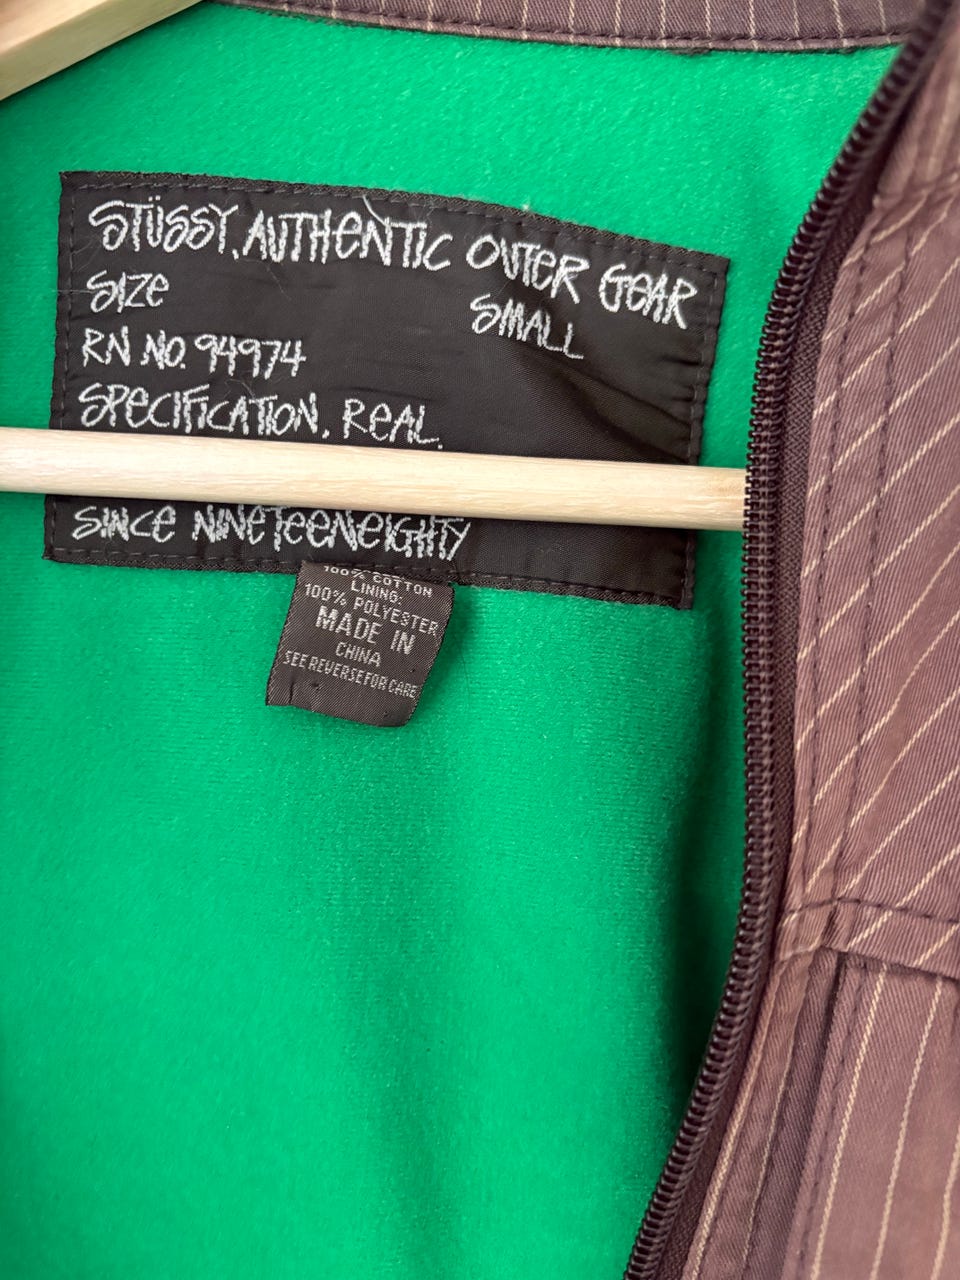 STÜSSY. AUTHENTIC OUTER GEAR
SIZE SMALL
RN NO. 94974
SPECIFICATION. REAL.
SINCE NINETEENEIGHTY
100% COTTON
LINING:
100% POLYESTER
MADE IN
CHINA
SEE REVERSE FOR CARE